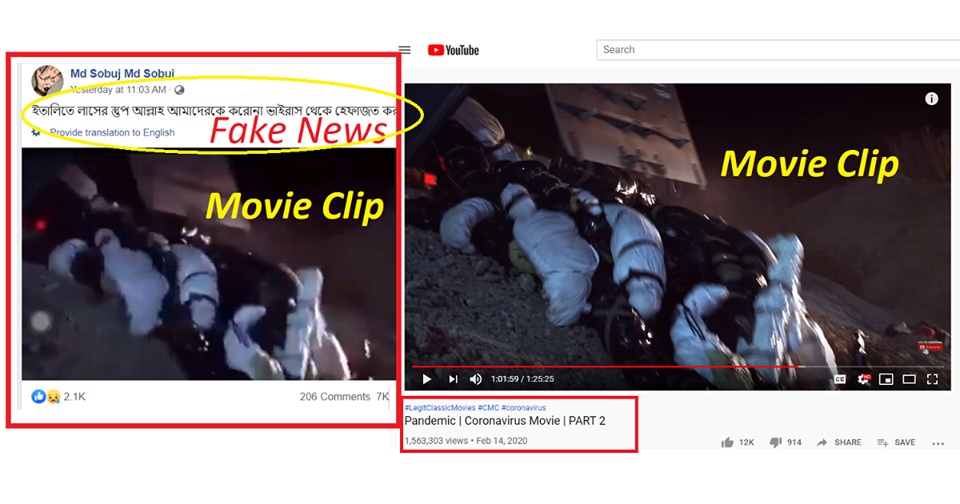 Md Sobuj Md Sobuj
Yesterday at 11:03 AM ·
ইতালিতে লাসের স্তুপ আল্লাহ আমাদেরকে করোনা ভাইরাস থেকে হেফাজত কর
Provide translation to English
Fake News
Movie Clip
2.1K
206 Comments 7K
YouTube
Search
Movie Clip
1:01:59 / 1:25:25
CC
HD
#LegitClassicMovies #CMC #coronavirus
Pandemic | Coronavirus Movie | PART 2
1,563,303 views • Feb 14, 2020
12K
914
SHARE
SAVE